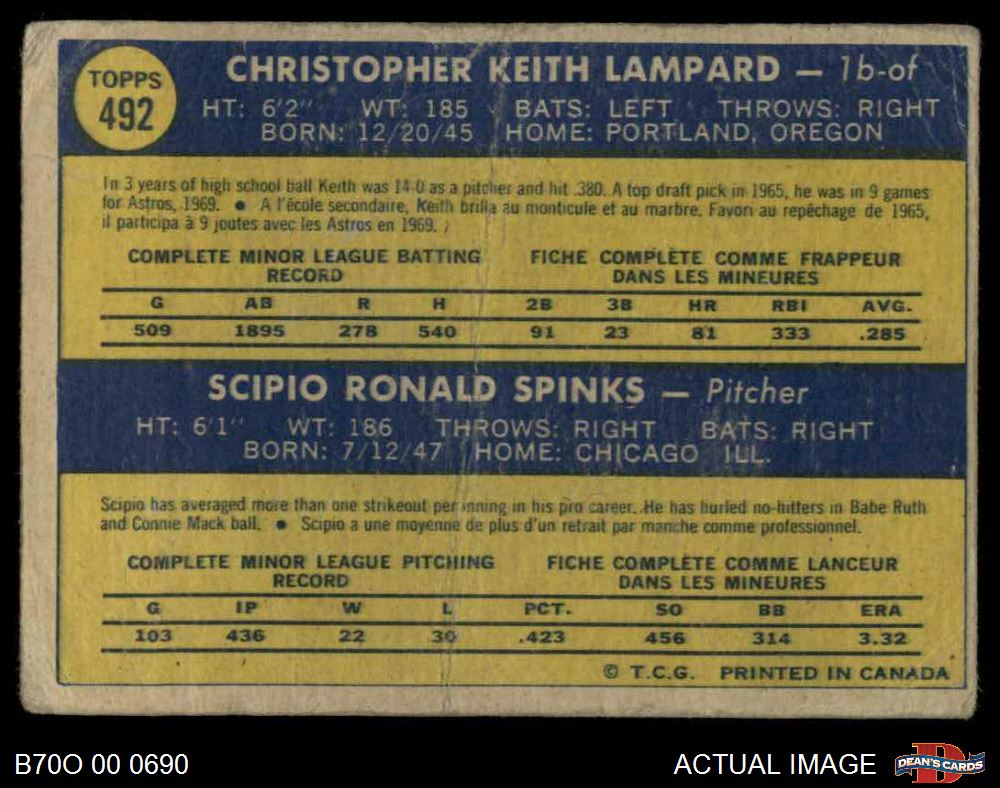 TOPPS
492
CHRISTOPHER KEITH LAMPARD — 1b-of
HT: 6'2" WT: 185 BATS: LEFT THROWS: RIGHT
BORN: 12/20/45 HOME: PORTLAND, OREGON
In 3 years of high school ball Keith was 14-0 as a pitcher and hit .380. A top draft pick in 1965, he was in 9 games
for Astros, 1969. ● A l'école secondaire, Keith brilla au monticule et au marbre. Favori au repêchage de 1965,
il participa à 9 joutes avec les Astros en 1969.
COMPLETE MINOR LEAGUE BATTING RECORD
FICHE COMPLÈTE COMME FRAPPEUR DANS LES MINEURES
G AB R H 2B 3B HR RBI AVG.
509 1895 278 540 91 23 81 333 .285
SCIPIO RONALD SPINKS — Pitcher
HT: 6'1" WT: 186 THROWS: RIGHT BATS: RIGHT
BORN: 7/12/47 HOME: CHICAGO ILL.
Scipio has averaged more than one strikeout per inning in his pro career. He has hurled no-hitters in Babe Ruth
and Connie Mack ball. ● Scipio a une moyenne de plus d'un retrait par manche comme professionnel.
COMPLETE MINOR LEAGUE PITCHING RECORD
FICHE COMPLÈTE COMME LANCEUR DANS LES MINEURES
G IP W L PCT. SO BB ERA
103 436 22 30 .423 456 314 3.32
© T.C.G. PRINTED IN CANADA
B70O 00 0690
ACTUAL IMAGE
DEAN'S CARDS